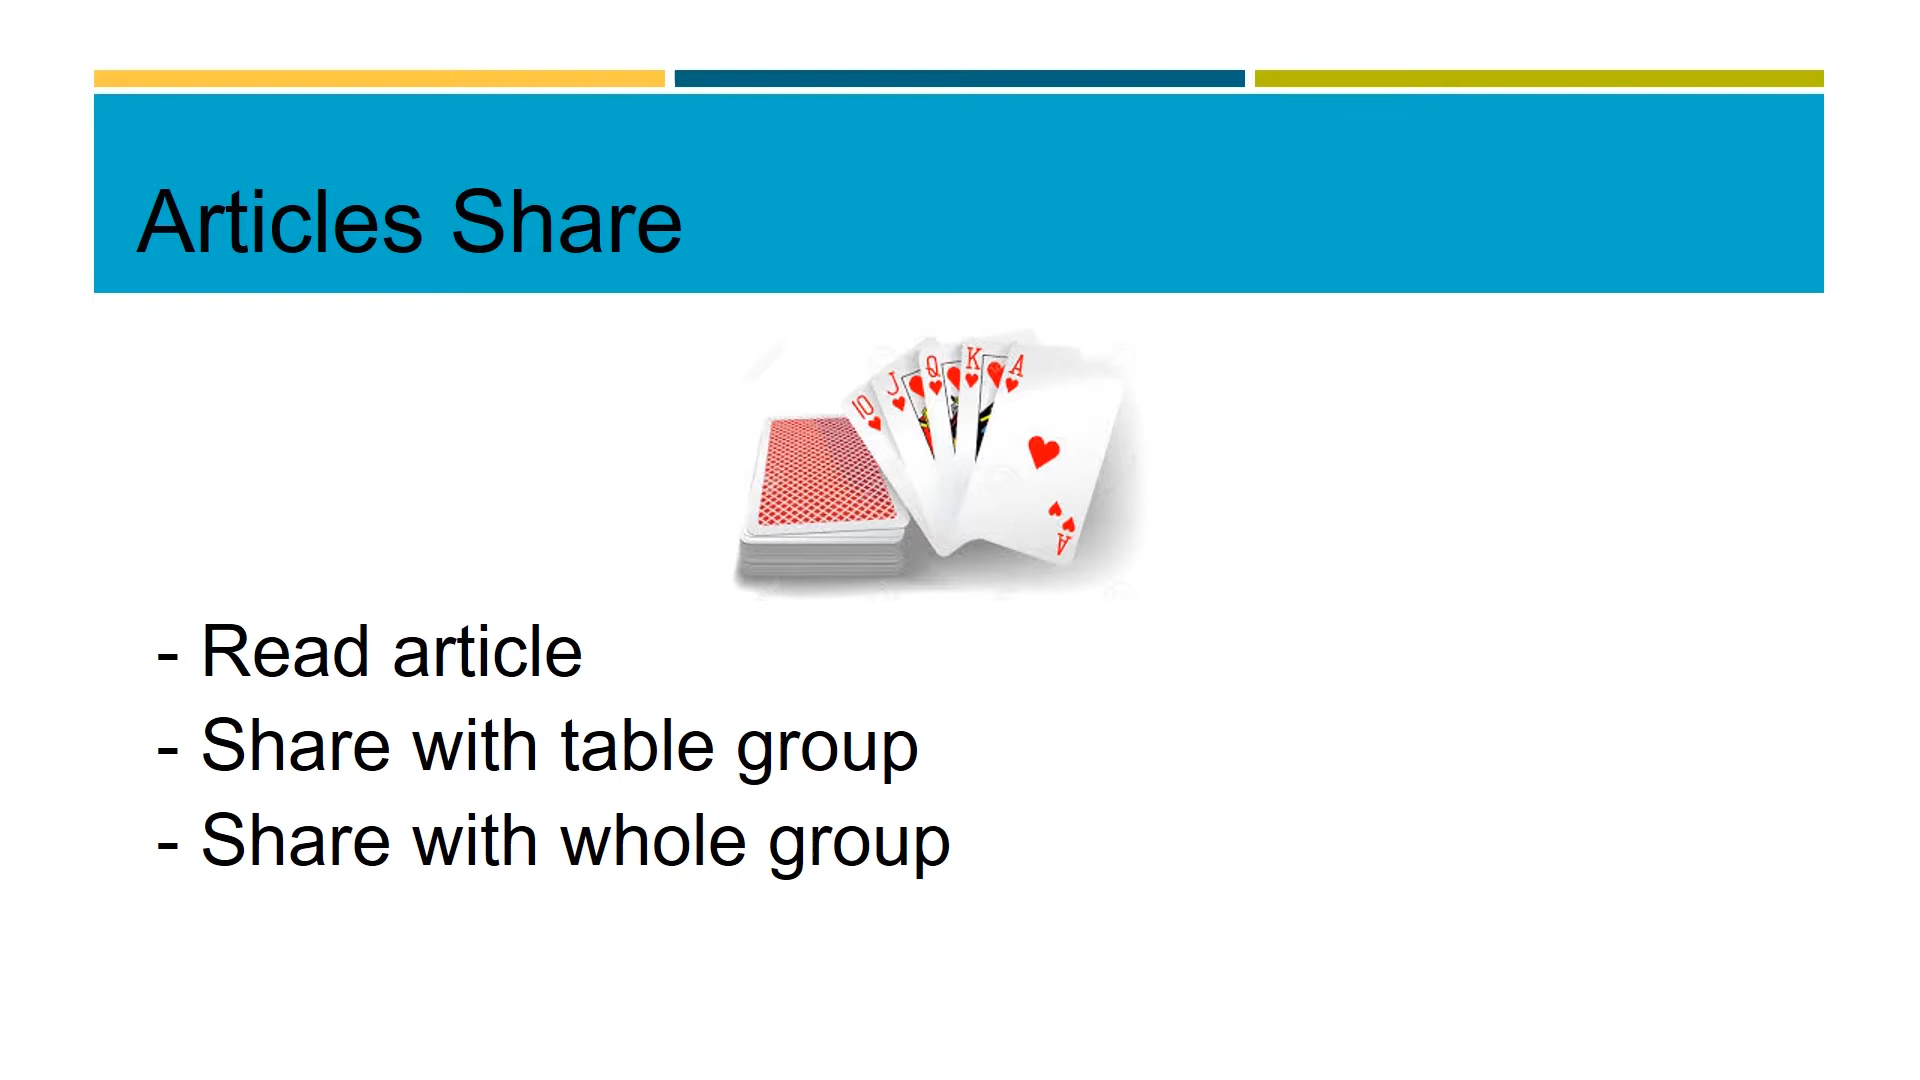 Articles Share
10 J Q K A
A
- Read article
- Share with table group
- Share with whole group